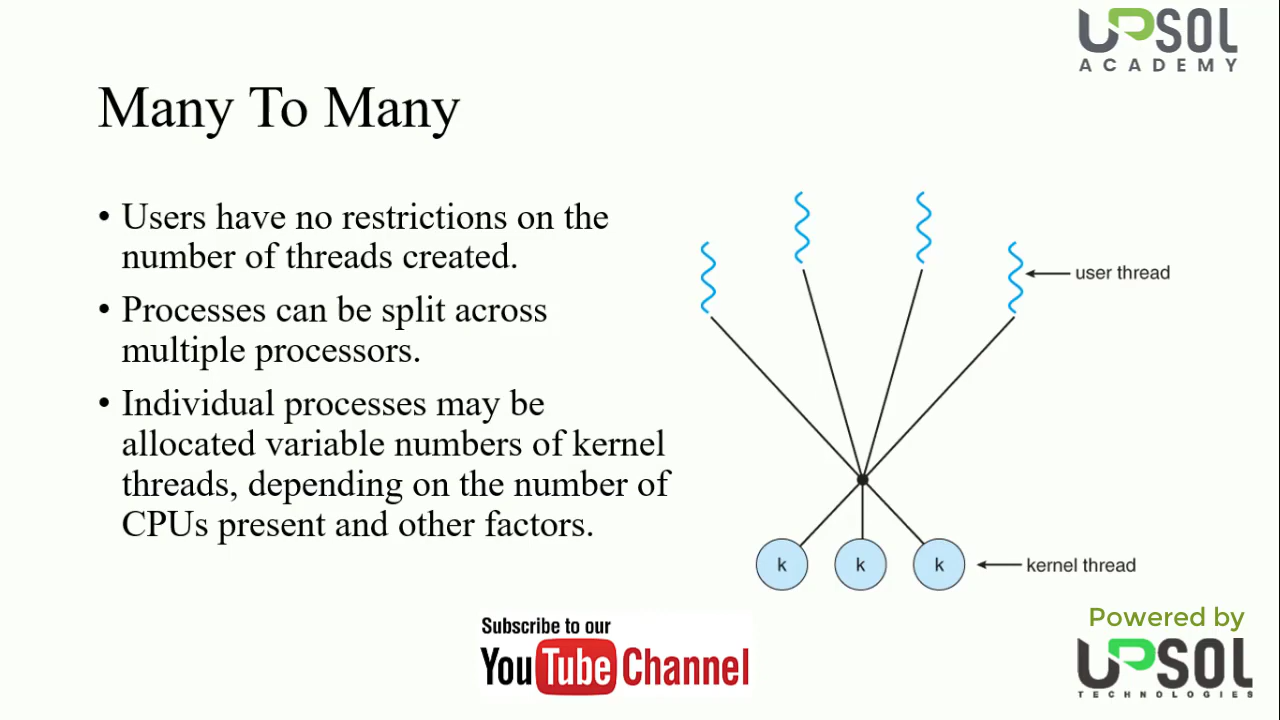 UPSOL
ACADEMY
Many To Many
• Users have no restrictions on the
number of threads created.
• Processes can be split across
multiple processors.
• Individual processes may be
allocated variable numbers of kernel
threads, depending on the number of
CPUs present and other factors.
user thread
k k k
kernel thread
Subscribe to our
YouTube Channel
Powered by
UPSOL
TECHNOLOGIES